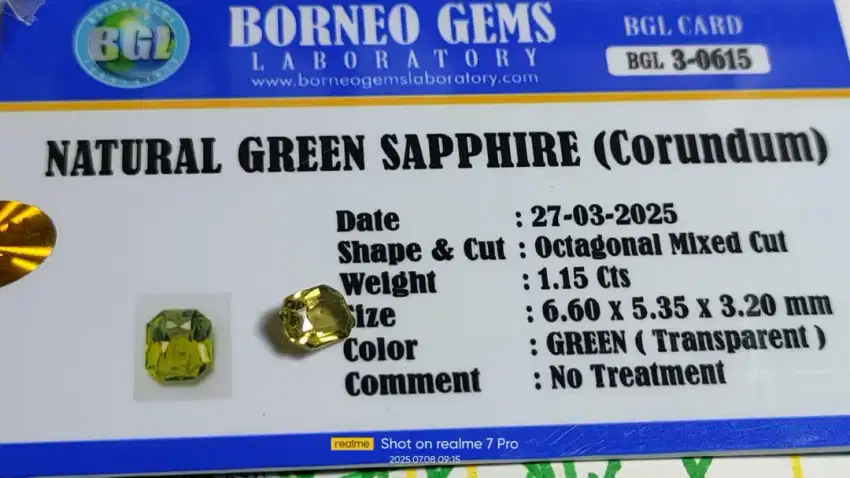 BGL
BORNEO GEMS
LABORATORY
www.borneogemslaboratory.com
BGL CARD
BGL 3-0615
NATURAL GREEN SAPPHIRE (Corundum)
Date : 27-03-2025
Shape & Cut : Octagonal Mixed Cut
Weight : 1.15 Cts
Size : 6.60 x 5.35 x 3.20 mm
Color : GREEN ( Transparent )
Comment : No Treatment
realme Shot on realme 7 Pro
2025.07.08 09:15